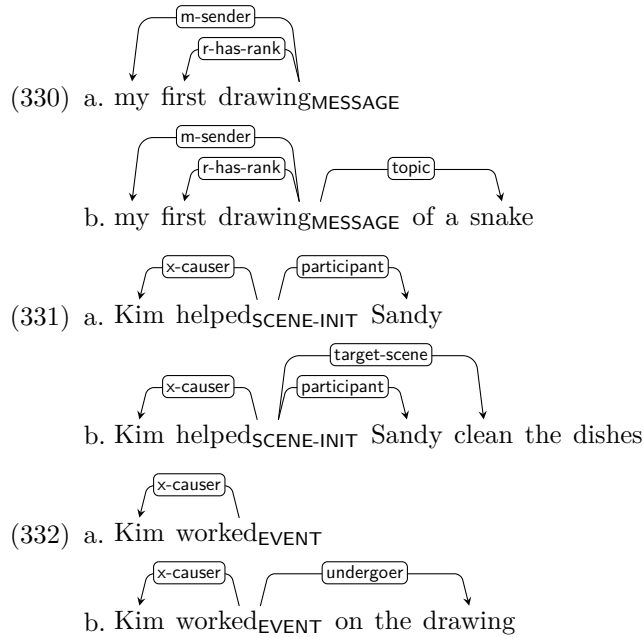 m-sender
r-has-rank
(330) a. my first drawingMESSAGE
m-sender
r-has-rank topic
b. my first drawingMESSAGE of a snake
x-causer participant
(331) a. Kim helpedSCENE-INIT Sandy
target-scene
x-causer participant
b. Kim helpedSCENE-INIT Sandy clean the dishes
x-causer
(332) a. Kim workedEVENT
x-causer undergoer
b. Kim workedEVENT on the drawing